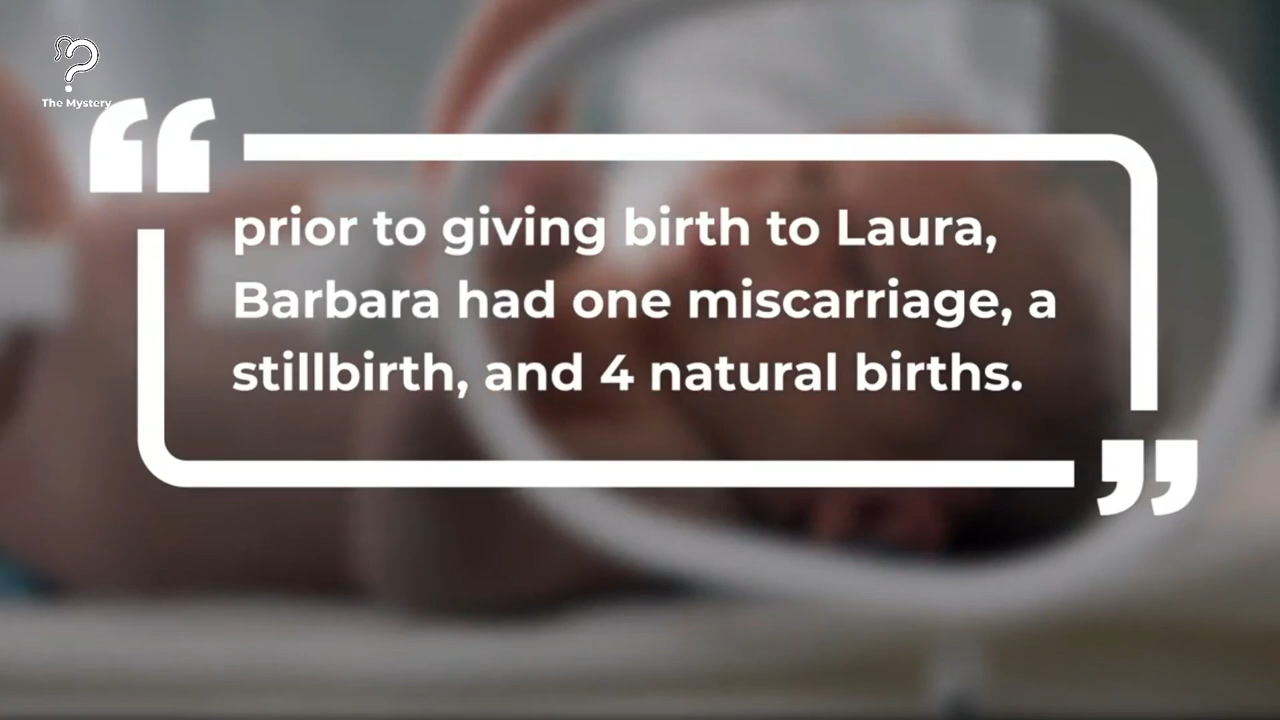 The Mystery
prior to giving birth to Laura,
Barbara had one miscarriage, a
stillbirth, and 4 natural births.